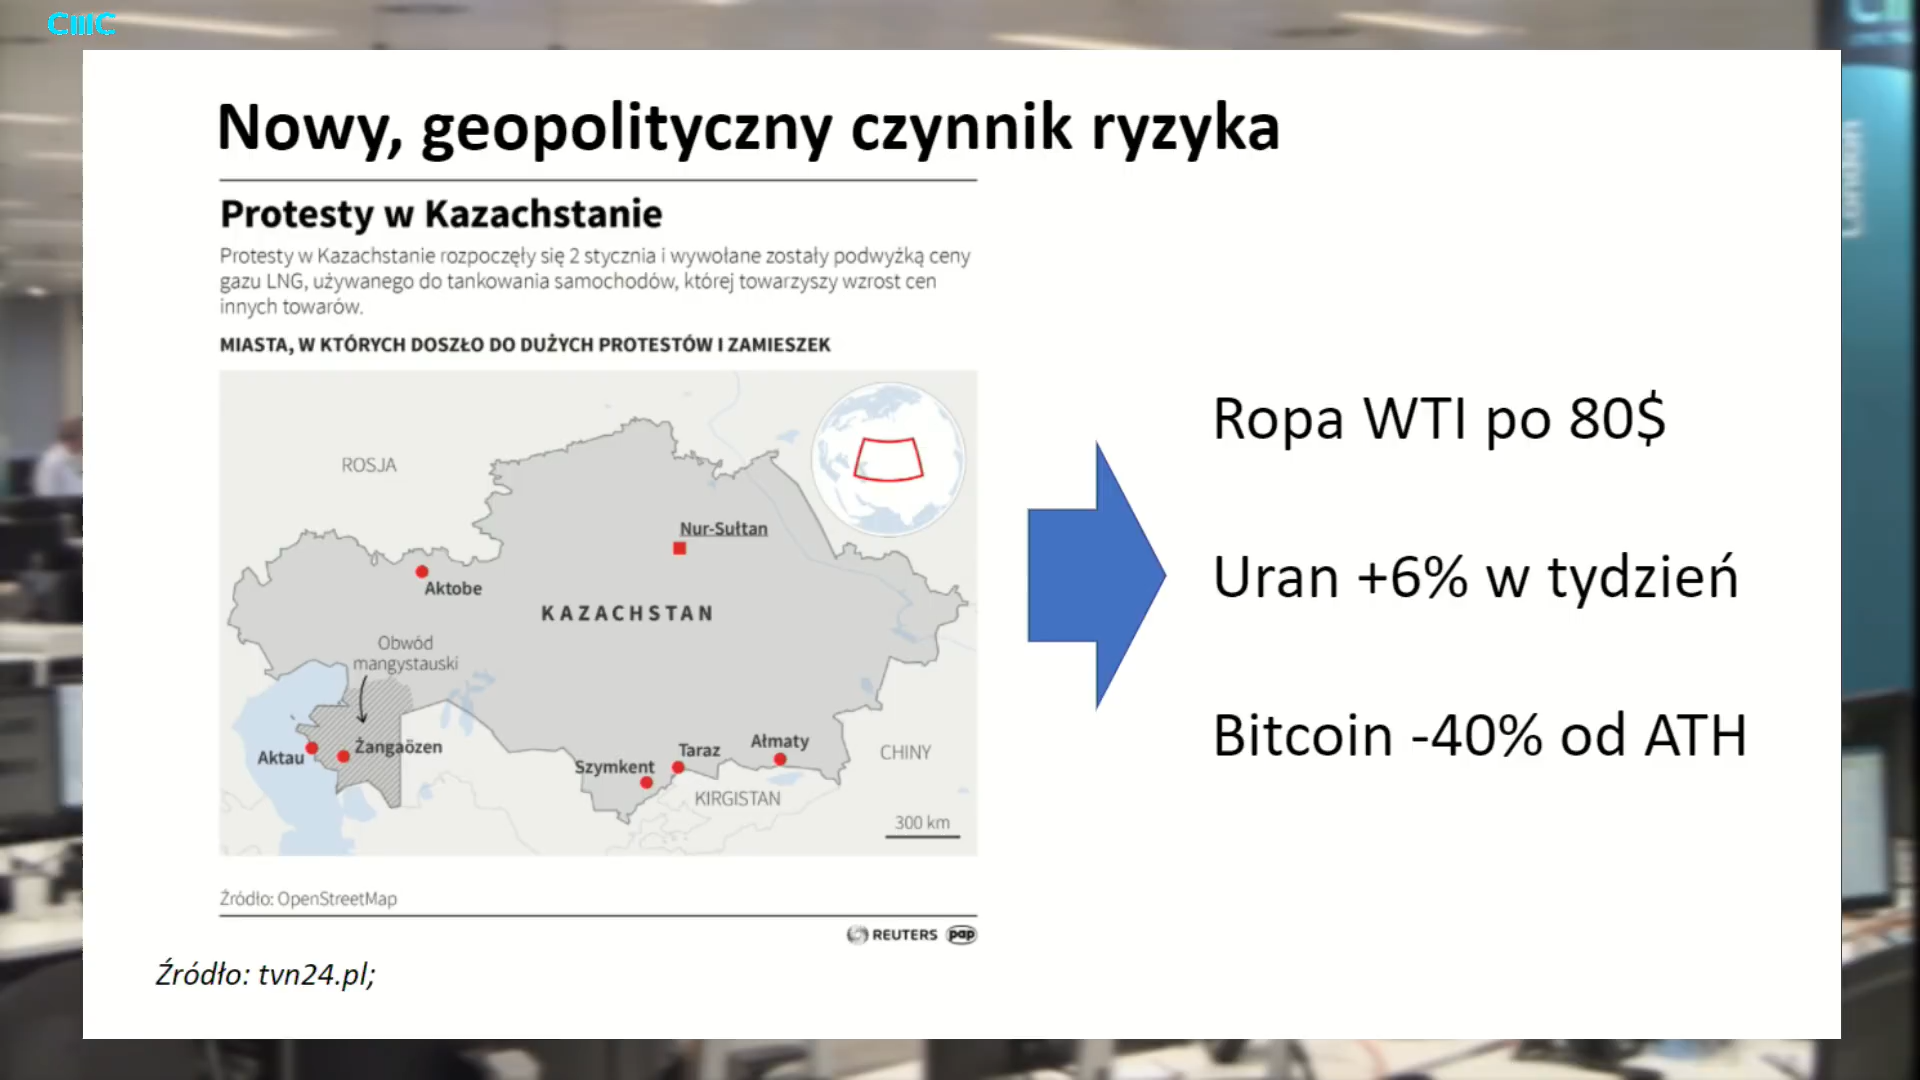 CMC
Nowy, geopolityczny czynnik ryzyka
Protesty w Kazachstanie
Protesty w Kazachstanie rozpoczęły się 2 stycznia i wywołane zostały podwyżką ceny
gazu LNG, używanego do tankowania samochodów, której towarzyszy wzrost cen
innych towarów.
MIASTA, W KTÓRYCH DOSZŁO DO DUŻYCH PROTESTÓW I ZAMIESZEK
ROSJA
Nur-Sułtan
Aktobe
KAZACHSTAN
Obwód
mangystauski
Aktau
Żangaözen
Szymkent
Taraz
Ałmaty
CHINY
KIRGISTAN
300 km
Źródło: OpenStreetMap
REUTERS pap
Źródło: tvn24.pl;
Ropa WTI po 80$
Uran +6% w tydzień
Bitcoin -40% od ATH
London